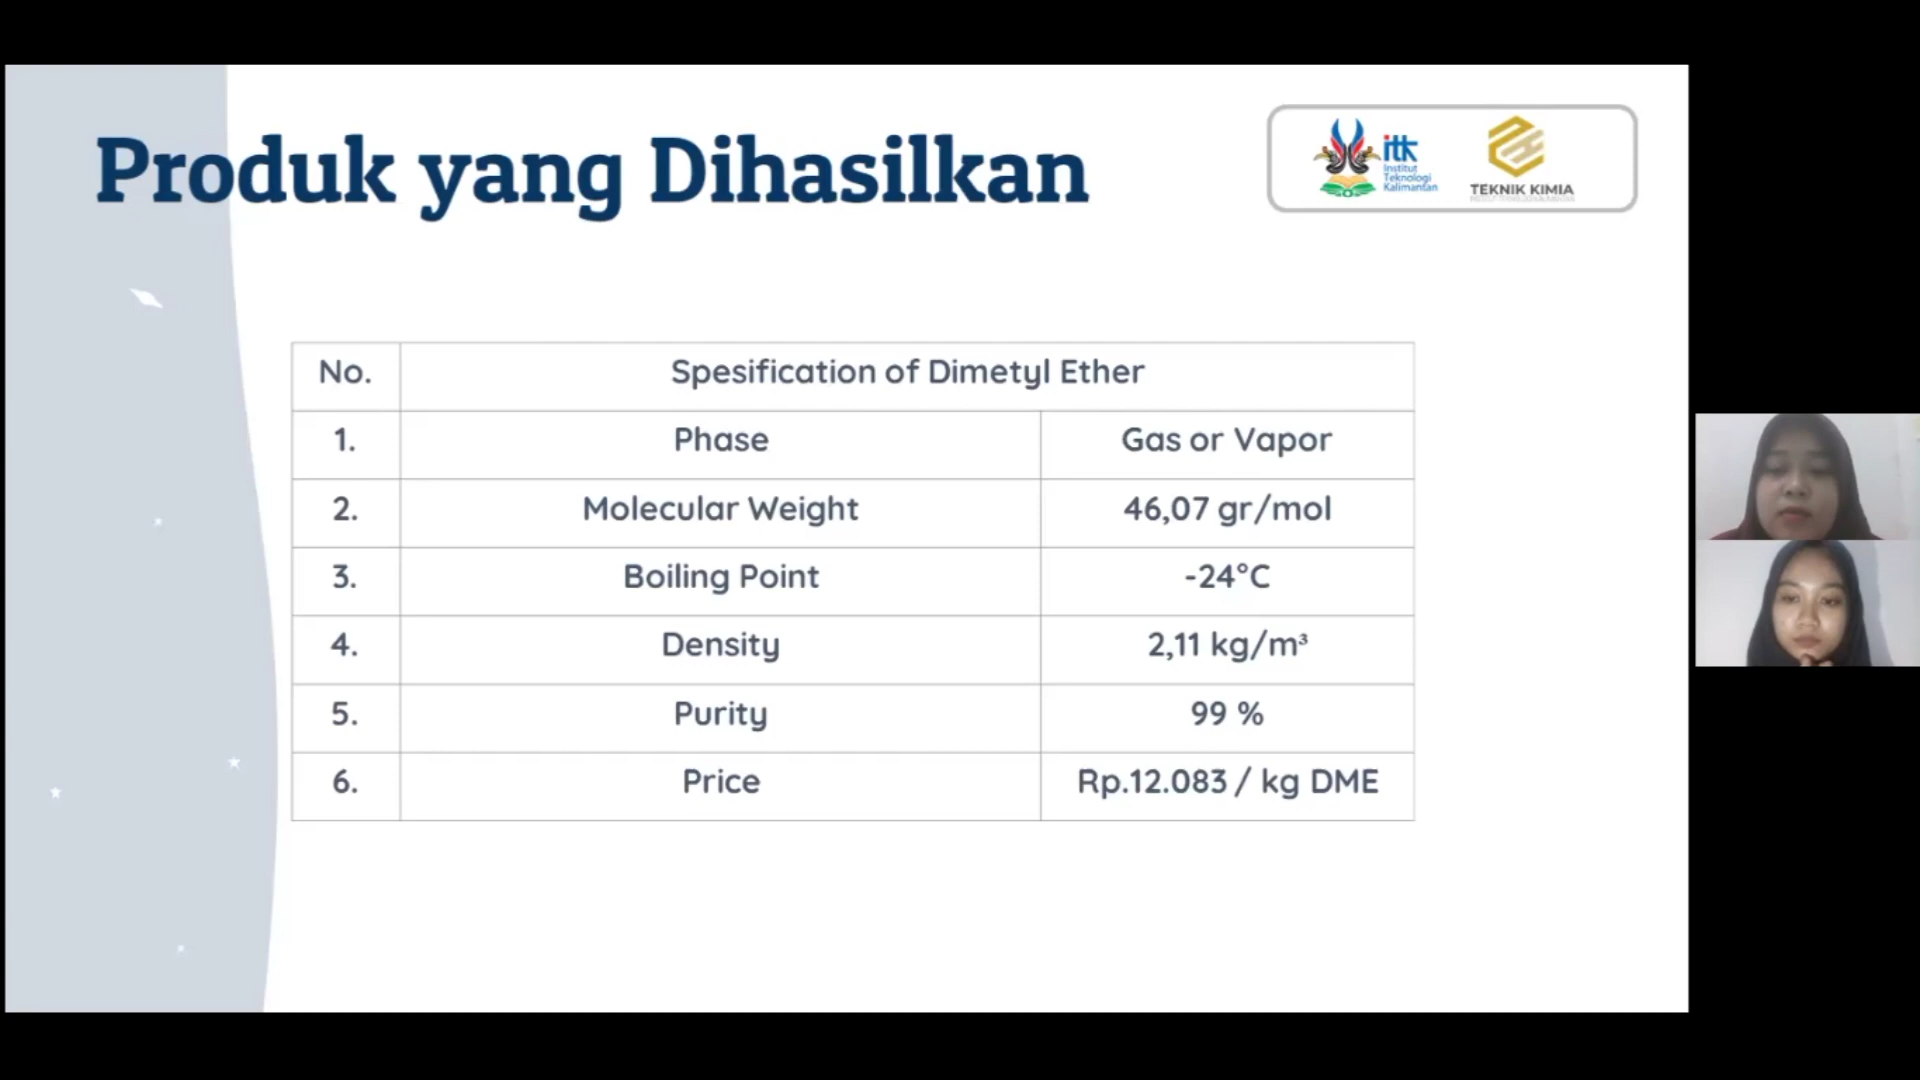 Produk yang Dihasilkan
itk
Institut
Teknologi
Kalimantan
TEKNIK KIMIA
No. Spesification of Dimetyl Ether
1. Phase Gas or Vapor
2. Molecular Weight 46,07 gr/mol
3. Boiling Point -24°C
4. Density 2,11 kg/m³
5. Purity 99 %
6. Price Rp.12.083 / kg DME